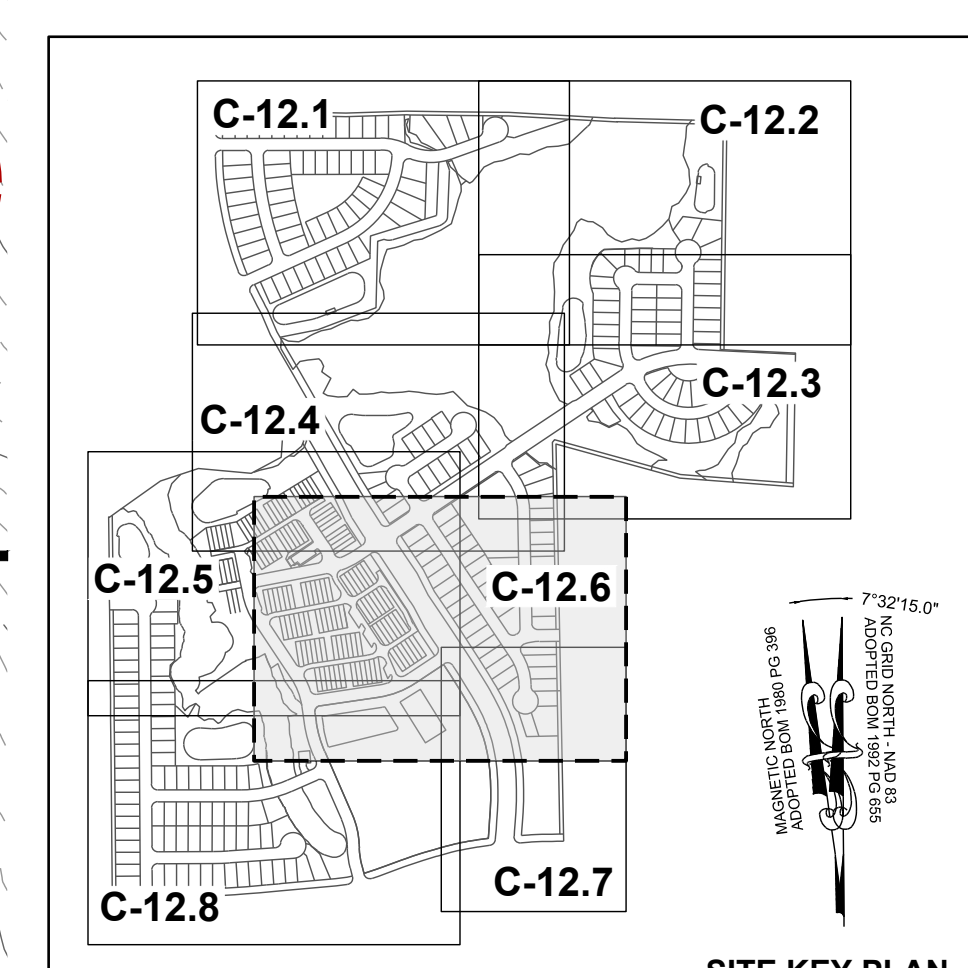 C-12.1
C-12.2
C-12.3
C-12.4
C-12.5
C-12.6
7°32'15.0"
MAGNETIC NORTH
ADOPTED BOM 1980 PG 396
NC GRID NORTH - NAD 83
ADOPTED BOM 1992 PG 655
C-12.7
C-12.8
SITE KEY PLAN